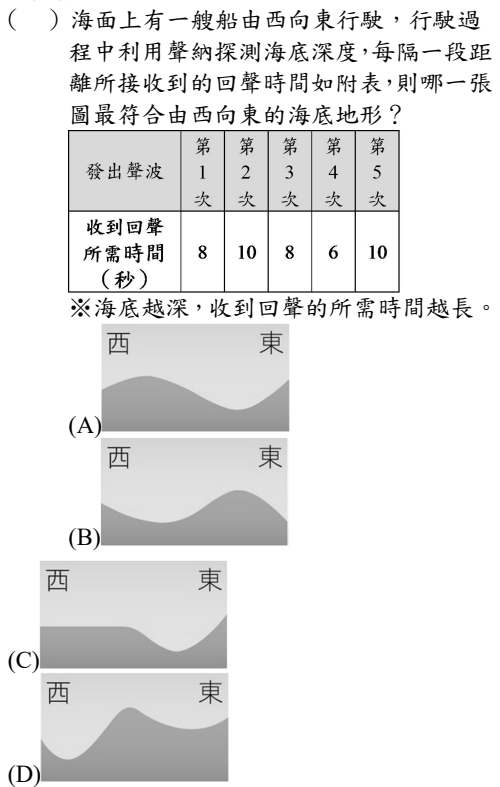 （　）海面上有一艘船由西向東行駛，行駛過
程中利用聲納探測海底深度，每隔一段距
離所接收到的回聲時間如附表，則哪一張
圖最符合由西向東的海底地形？
發出聲波 第1次 第2次 第3次 第4次 第5次
收到回聲所需時間（秒） 8 10 8 6 10
※海底越深，收到回聲的所需時間越長。
西 東
(A)
西 東
(B)
西 東
(C)
西 東
(D)